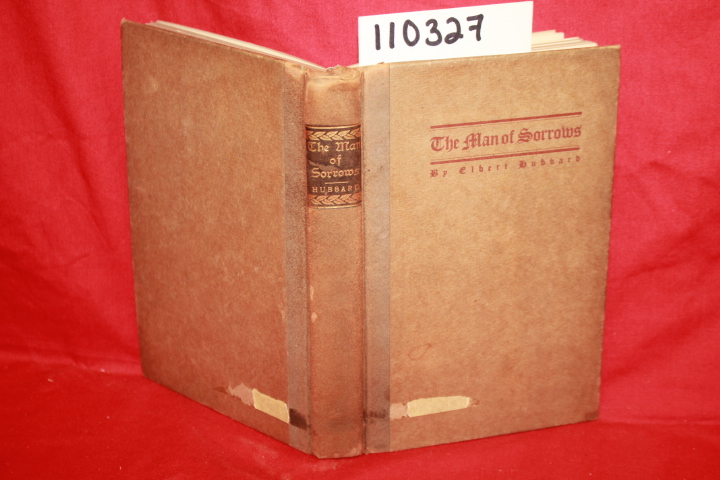 110327
The Man
of
Sorrows
HUBBARD
The Man of Sorrows
By Elbert Hubbard